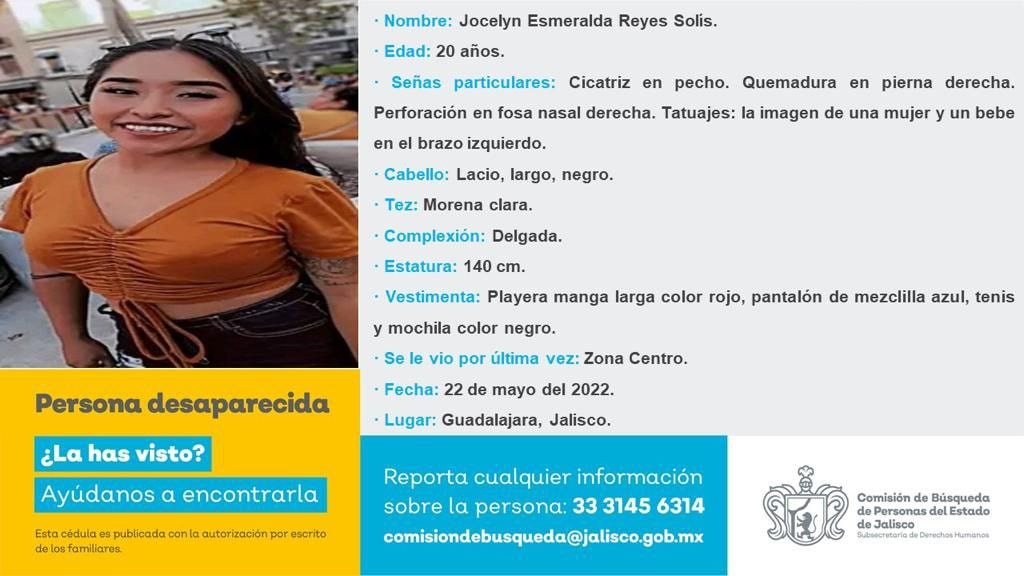 · Nombre: Jocelyn Esmeralda Reyes Solís.
· Edad: 20 años.
· Señas particulares: Cicatriz en pecho. Quemadura en pierna derecha.
Perforación en fosa nasal derecha. Tatuajes: la imagen de una mujer y un bebe
en el brazo izquierdo.
· Cabello: Lacio, largo, negro.
· Tez: Morena clara.
· Complexión: Delgada.
· Estatura: 140 cm.
· Vestimenta: Playera manga larga color rojo, pantalón de mezclilla azul, tenis
y mochila color negro.
· Se le vio por última vez: Zona Centro.
· Fecha: 22 de mayo del 2022.
· Lugar: Guadalajara, Jalisco.
Persona desaparecida
¿La has visto?
Ayúdanos a encontrarla
Esta cédula es publicada con la autorización por escrito
de los familiares.
Reporta cualquier información
sobre la persona: 33 3145 6314
comisiondebusqueda@jalisco.gob.mx
Comisión de Búsqueda
de Personas del Estado
de Jalisco
Subsecretaría de Derechos Humanos